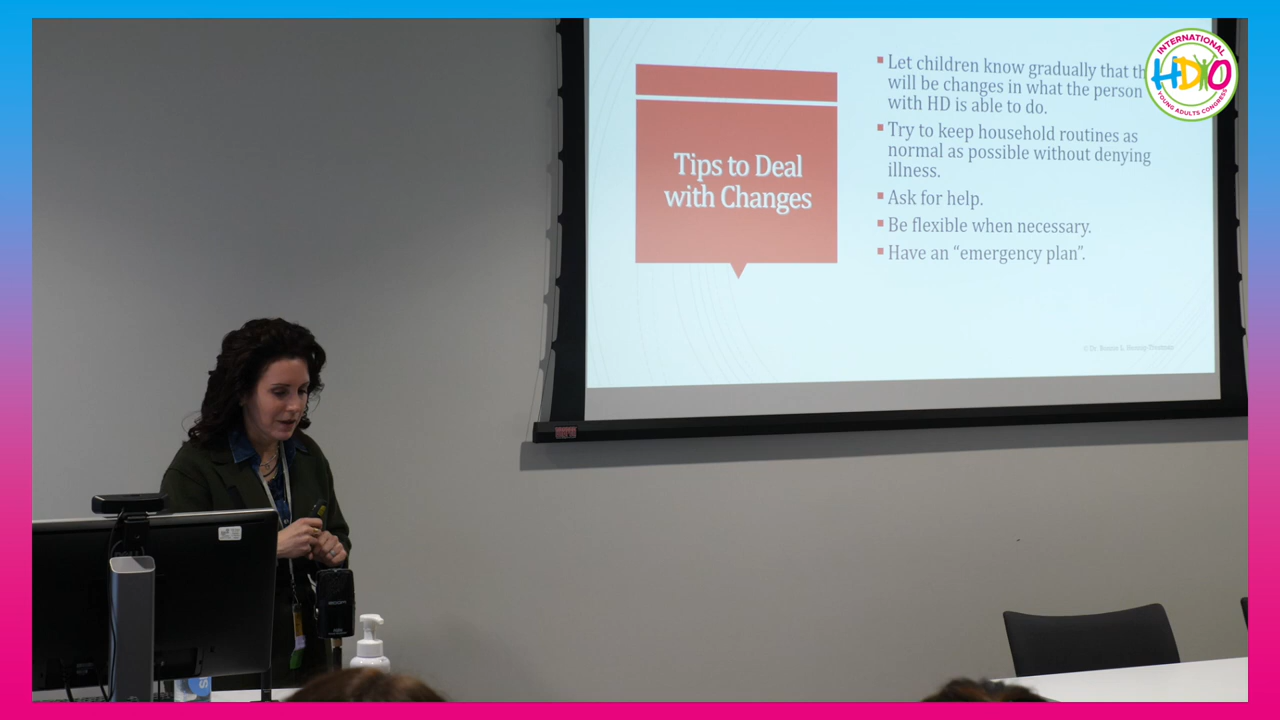 Tips to Deal
with Changes
Let children know gradually that th
will be changes in what the person
with HD is able to do.
Try to keep household routines as
normal as possible without denying
illness.
Ask for help.
Be flexible when necessary.
Have an “emergency plan”.
INTERNATIONAL
HDYO
YOUNG ADULTS CONGRESS